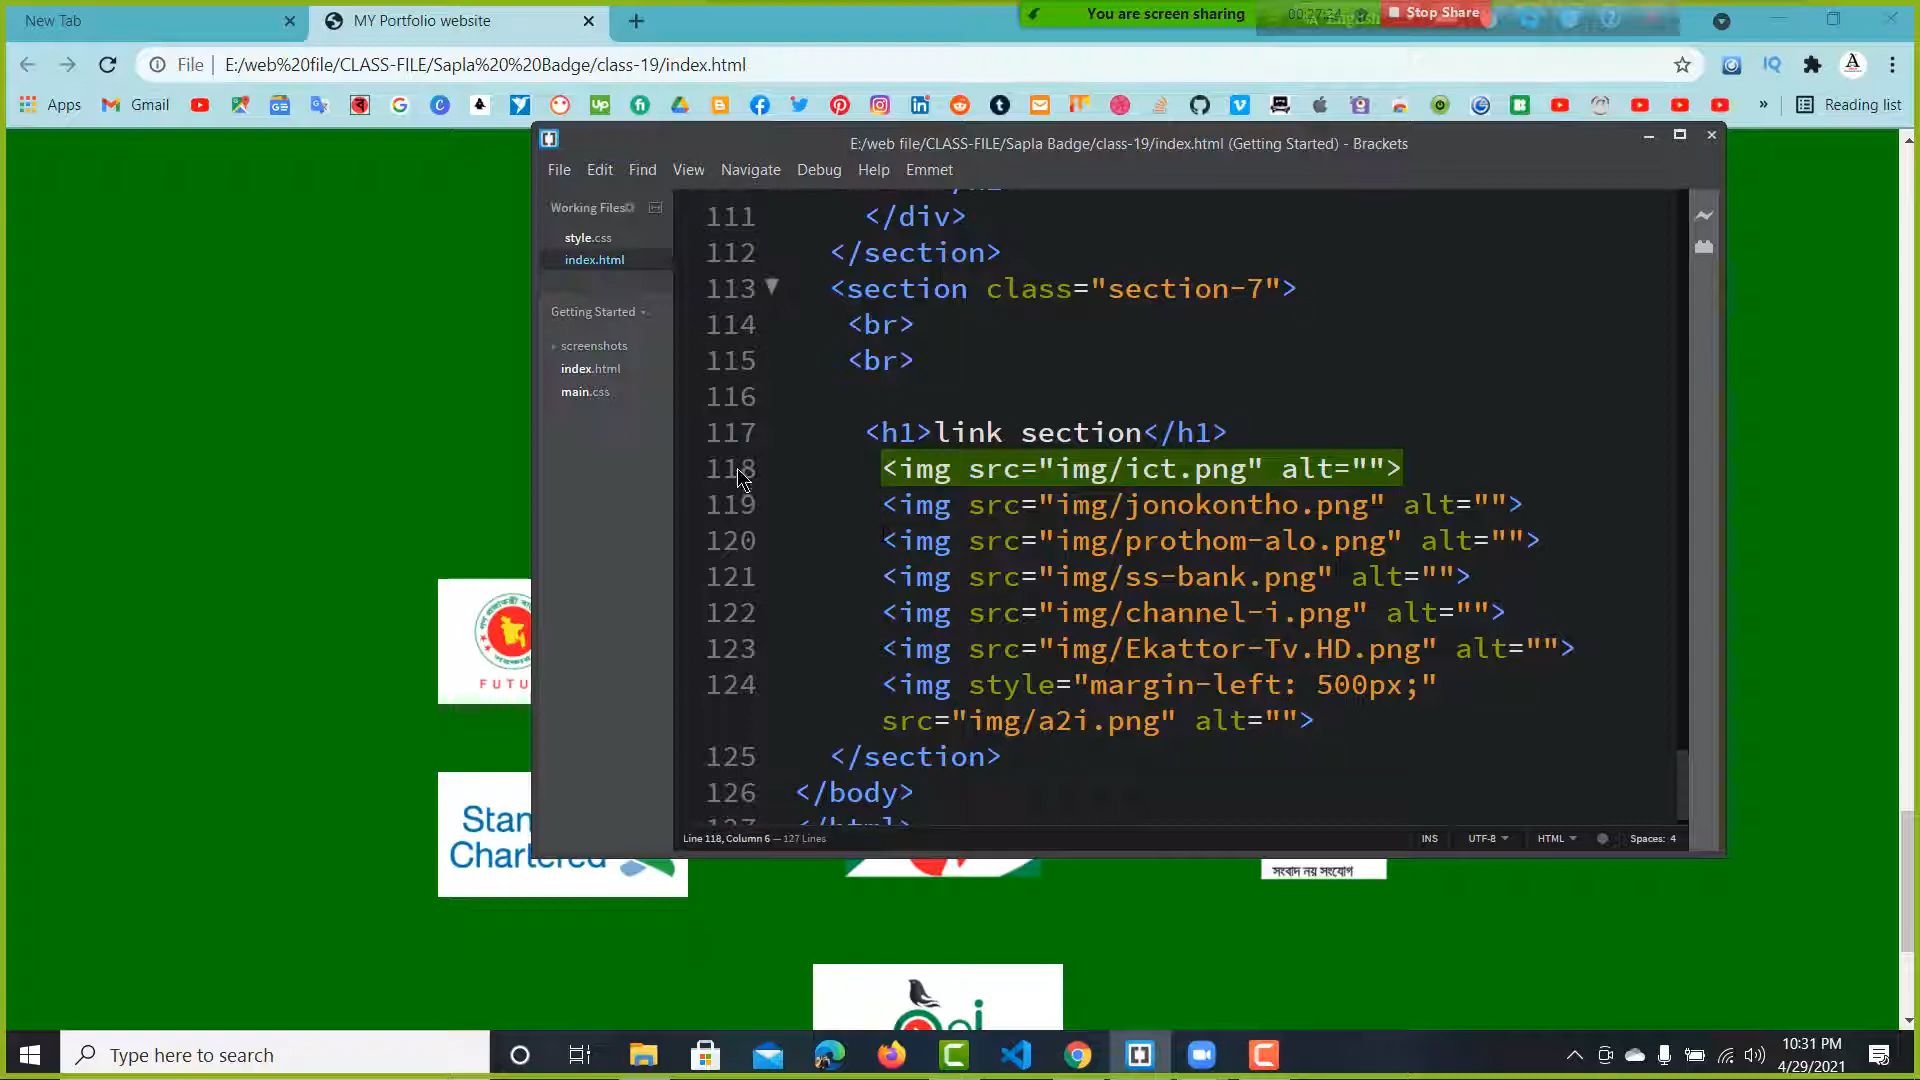 New Tab
MY Portfolio website
You are screen sharing
Stop Share
File
E:/web%20file/CLASS-FILE/Sapla%20%20Badge/class-19/index.html
Apps
Gmail
Reading list
E:/web file/CLASS-FILE/Sapla Badge/class-19/index.html (Getting Started) - Brackets
File Edit Find View Navigate Debug Help Emmet
Working Files
style.css
index.html
Getting Started
screenshots
index.html
main.css
111 </div>
112 </section>
113 <section class="section-7">
114 <br>
115 <br>
116
117 <h1>link section</h1>
118 <img src="img/ict.png" alt="">
119 <img src="img/jonokontho.png" alt="">
120 <img src="img/prothom-alo.png" alt="">
121 <img src="img/ss-bank.png" alt="">
122 <img src="img/channel-i.png" alt="">
123 <img src="img/Ekattor-Tv.HD.png" alt="">
124 <img style="margin-left: 500px;"
src="img/a2i.png" alt="">
125 </section>
126 </body>
Line 118, Column 6 — 127 Lines
INS
UTF-8
HTML
Spaces: 4
FUTU
Stan
Chartered
সংবাদ নয় সংযোগ
Type here to search
10:31 PM
4/29/2021